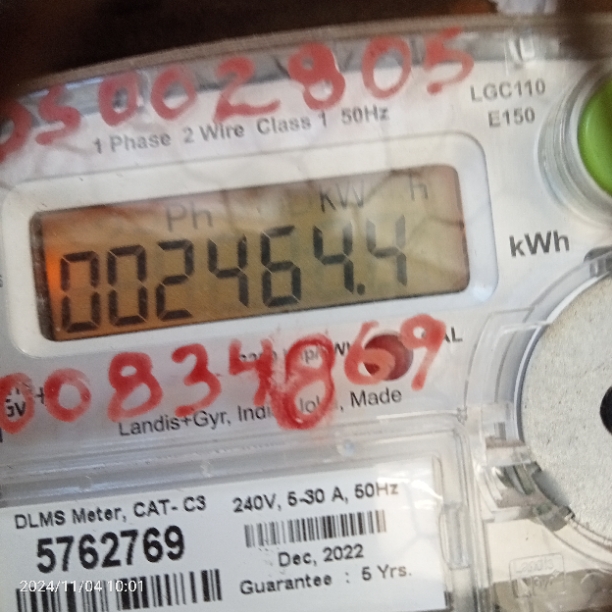 05002805
LGC110
E150
1 Phase 2 Wire Class 1 50Hz
Ph kW h
002464.4
kWh
00834869
Landis+Gyr, Made
DLMS Meter, CAT- C3
240V, 5-30 A, 50Hz
5762769
Dec, 2022
Guarantee : 5 Yrs.
2024/11/04 10:01